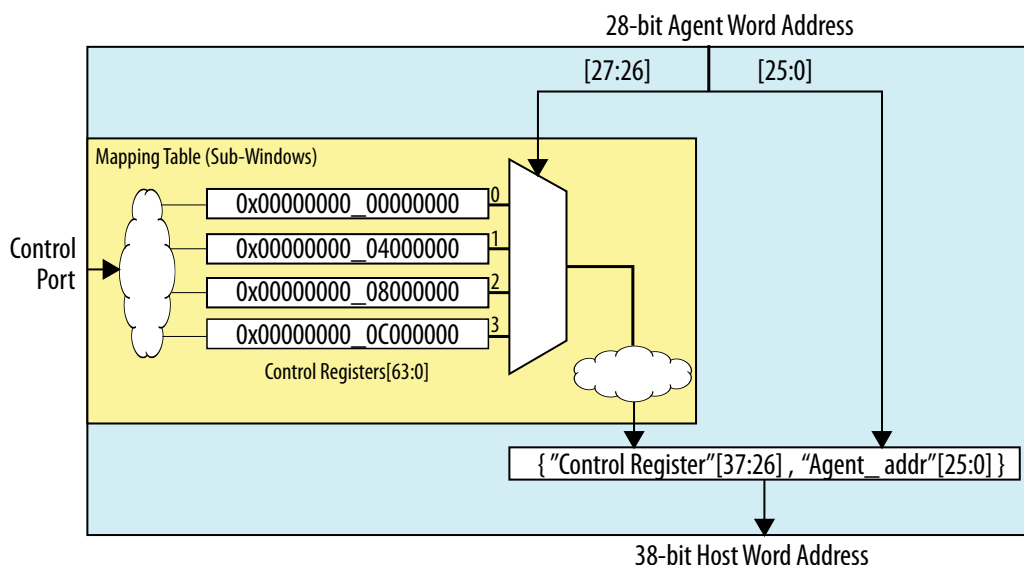 28-bit Agent Word Address
[27:26]
[25:0]
Mapping Table (Sub-Windows)
0x00000000_00000000
0
0x00000000_04000000
1
Control
Port
0x00000000_08000000
2
0x00000000_0C000000
3
Control Registers[63:0]
{ "Control Register"[37:26] , “Agent_ addr"[25:0] }
38-bit Host Word Address